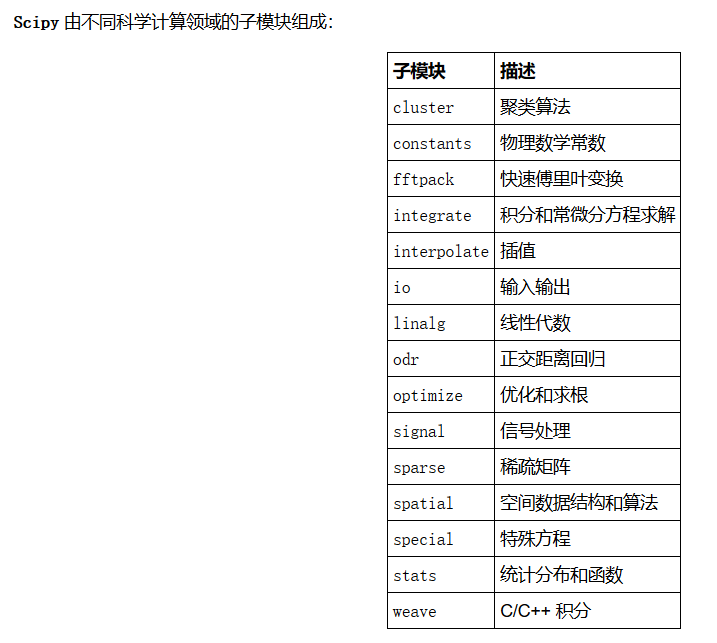 Scipy 由不同科学计算领域的子模块组成：
子模块 描述
cluster 聚类算法
constants 物理数学常数
fftpack 快速傅里叶变换
integrate 积分和常微分方程求解
interpolate 插值
io 输入输出
linalg 线性代数
odr 正交距离回归
optimize 优化和求根
signal 信号处理
sparse 稀疏矩阵
spatial 空间数据结构和算法
special 特殊方程
stats 统计分布和函数
weave C/C++ 积分